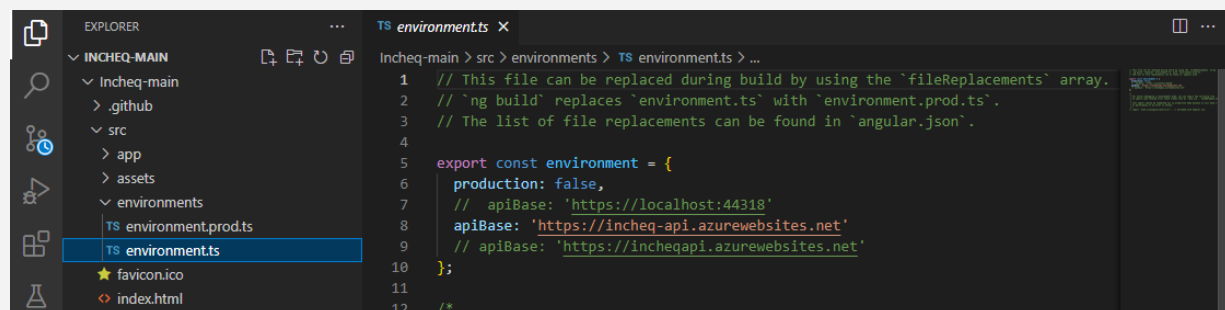 EXPLORER
INCHEQ-MAIN
Incheq-main
.github
src
app
assets
environments
TS environment.prod.ts
TS environment.ts
favicon.ico
index.html
TS environment.ts
Incheq-main > src > environments > TS environment.ts > ...
1 // This file can be replaced during build by using the `fileReplacements` array.
2 // `ng build` replaces `environment.ts` with `environment.prod.ts`.
3 // The list of file replacements can be found in `angular.json`.
4
5 export const environment = {
6 production: false,
7 //  apiBase: 'https://localhost:44318'
8 apiBase: 'https://incheq-api.azurewebsites.net'
9 // apiBase: 'https://incheqapi.azurewebsites.net'
10 };
11
12 /*